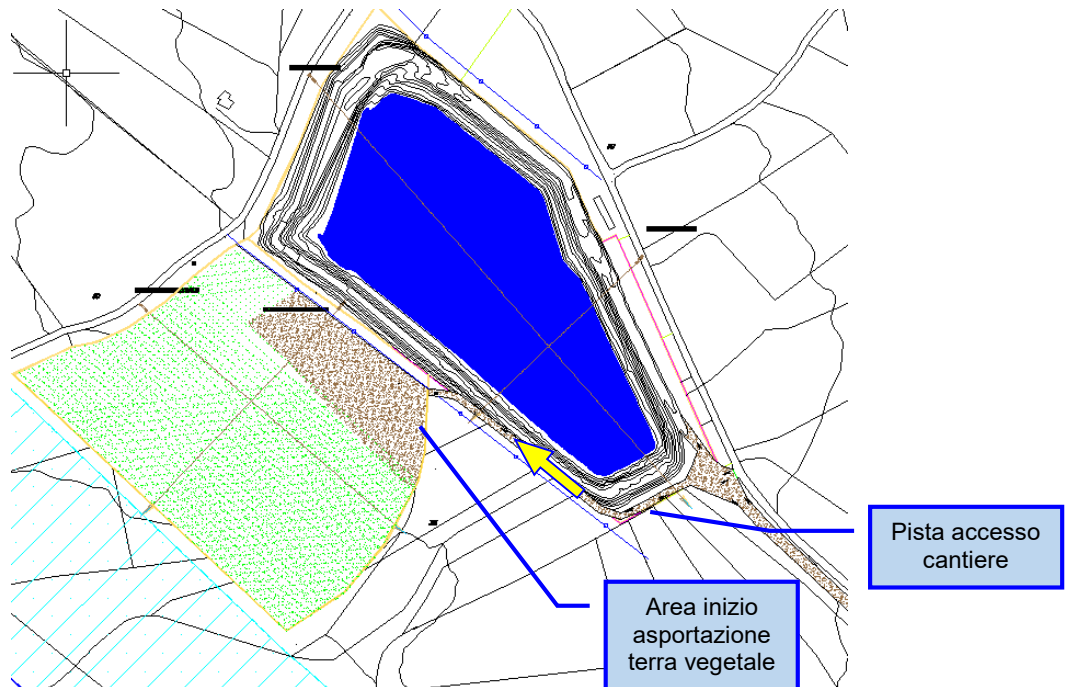 Pista accesso
cantiere
Area inizio
asportazione
terra vegetale